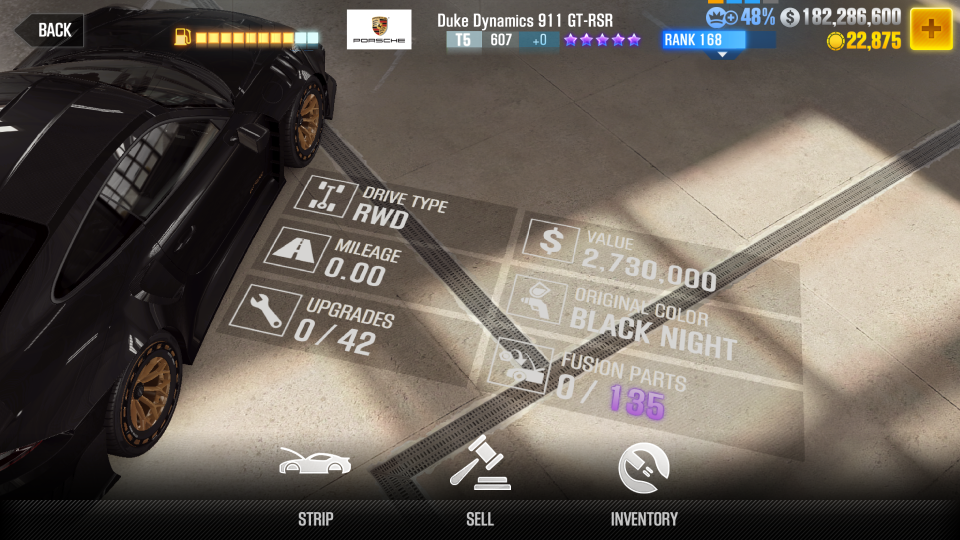 BACK
PORSCHE
Duke Dynamics 911 GT-RSR
T5 607 +0
48% $ 182,286,600
RANK 168
22,875
DRIVE TYPE
RWD
MILEAGE
0.00
UPGRADES
0 / 42
VALUE
2,730,000
ORIGINAL COLOR
BLACK NIGHT
FUSION PARTS
0 / 135
STRIP
SELL
INVENTORY